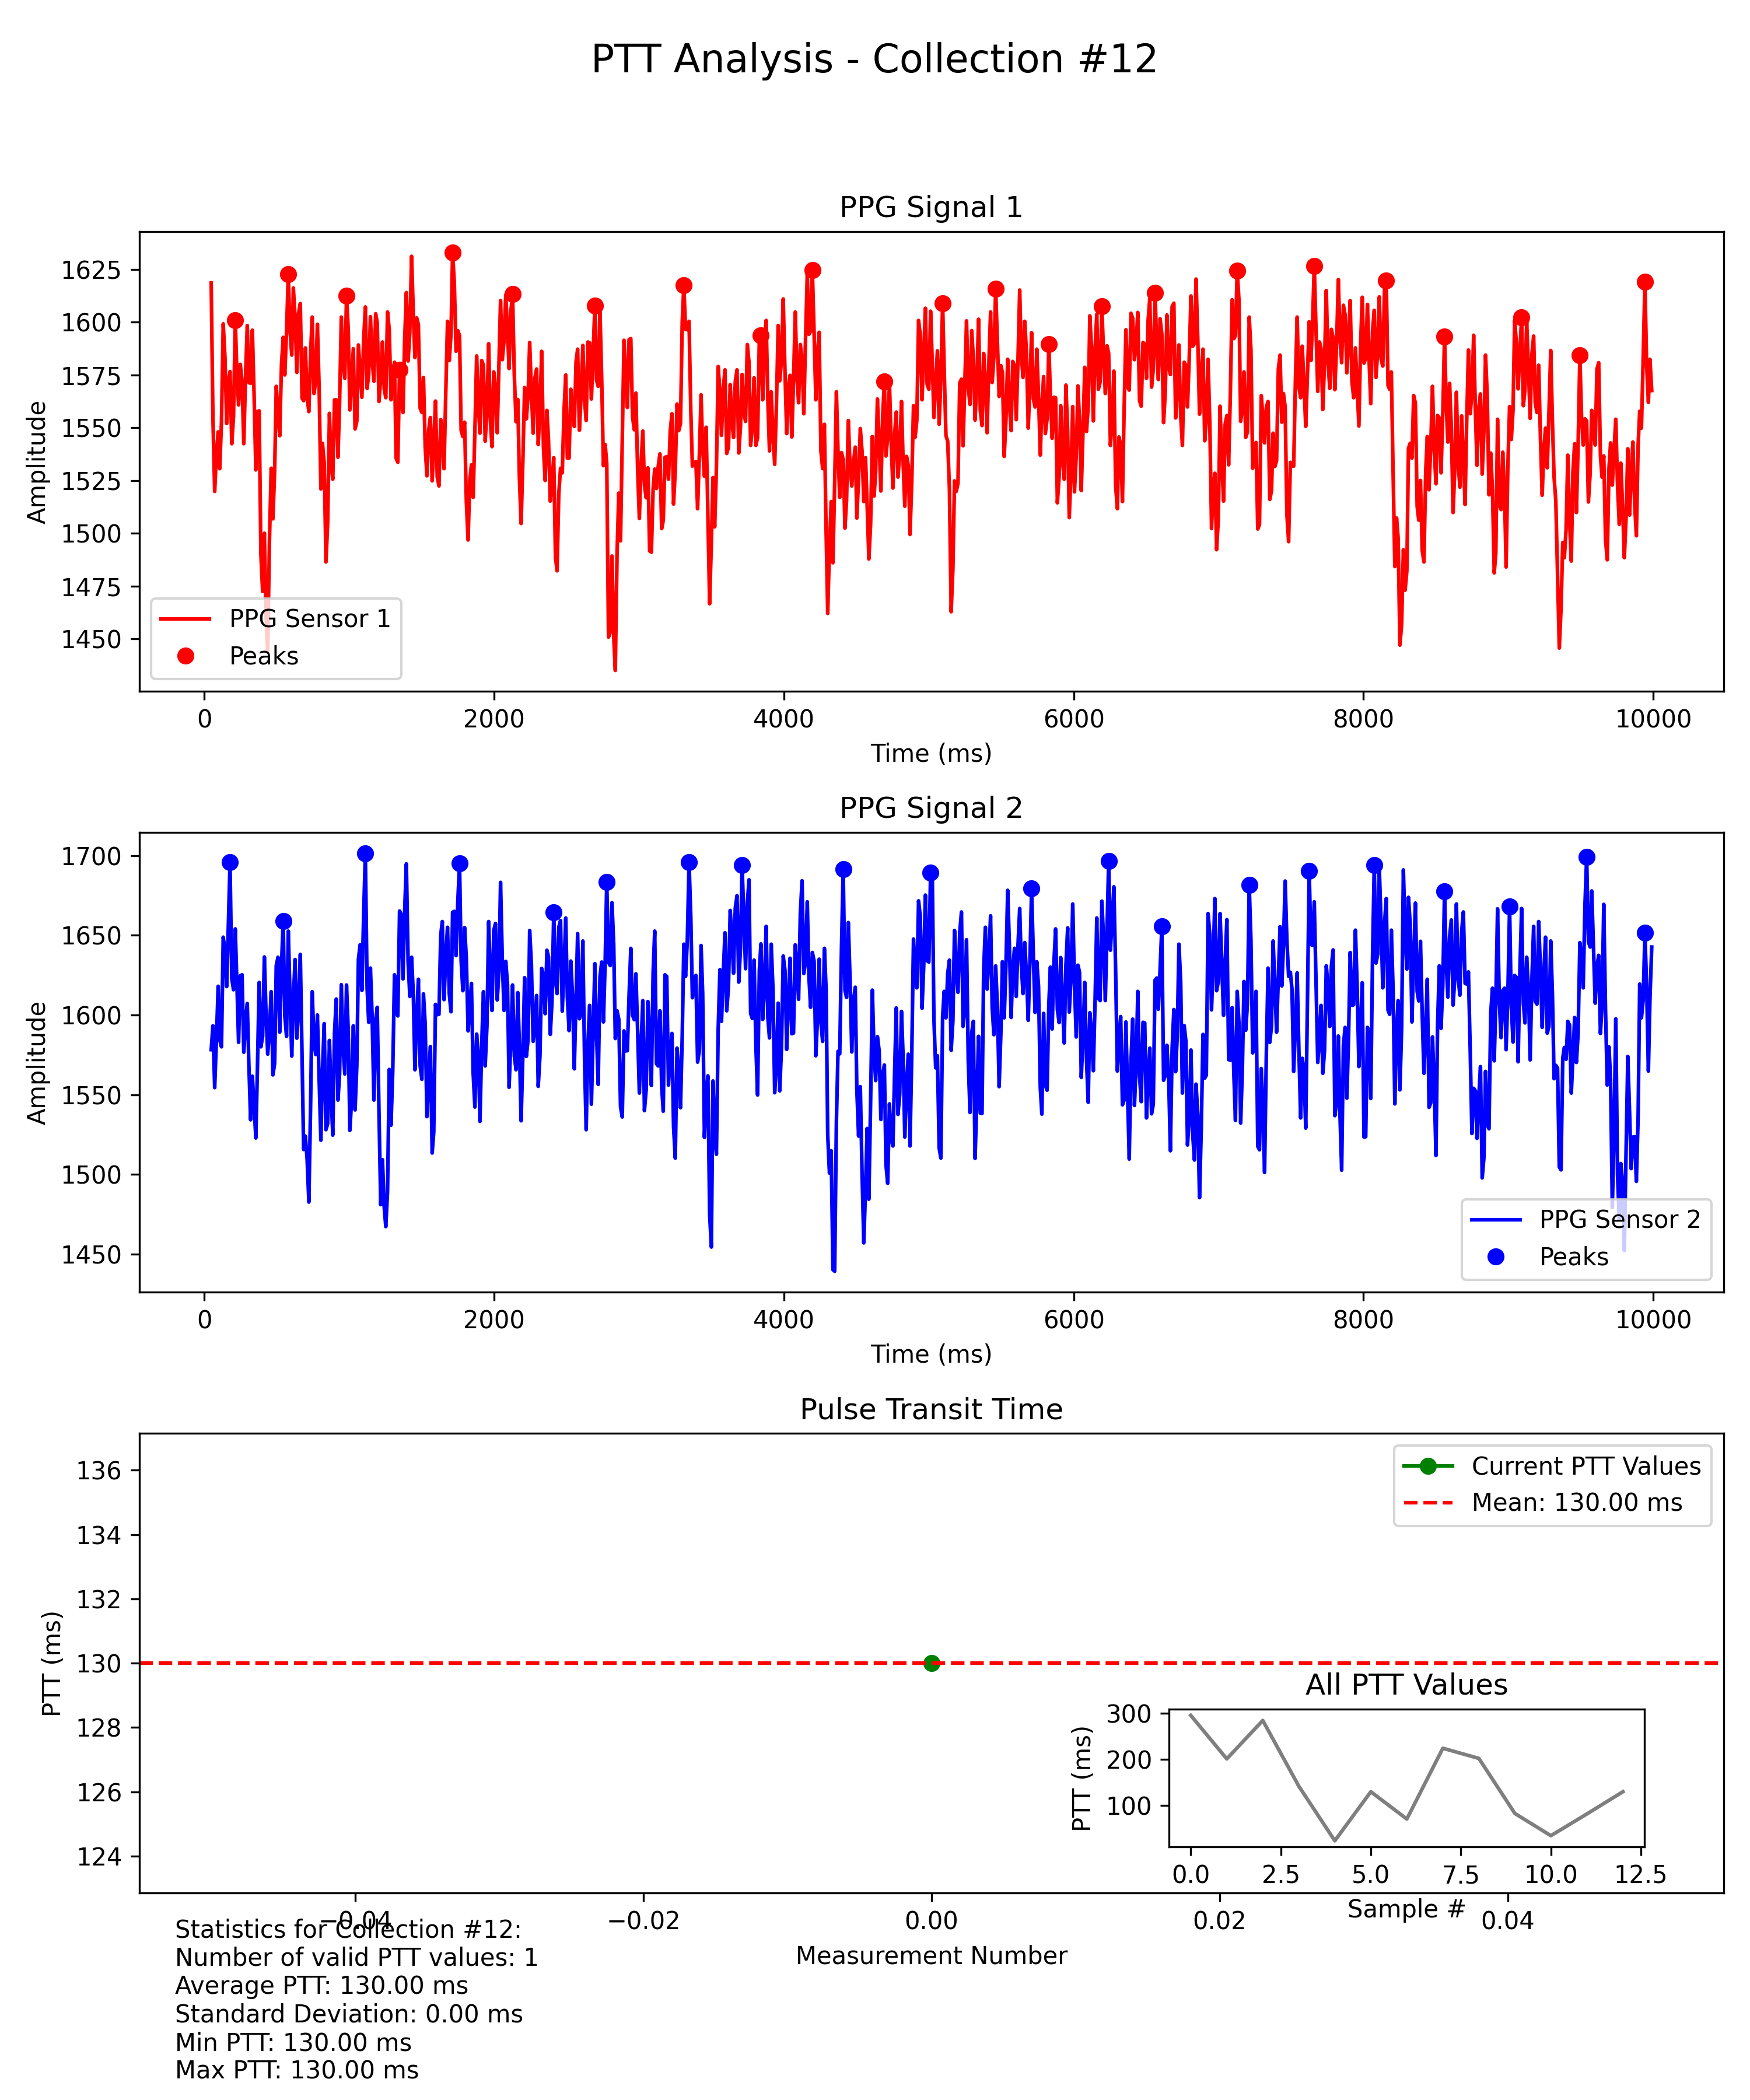 PTT Analysis - Collection #12
PPG Signal 1
Amplitude
1625
1600
1575
1550
1525
1500
1475
1450
PPG Sensor 1
Peaks
0 2000 4000 6000 8000 10000
Time (ms)
PPG Signal 2
Amplitude
1700
1650
1600
1550
1500
1450
PPG Sensor 2
Peaks
0 2000 4000 6000 8000 10000
Time (ms)
Pulse Transit Time
PTT (ms)
136
134
132
130
128
126
124
Current PTT Values
Mean: 130.00 ms
All PTT Values
PTT (ms)
300
200
100
0.0 2.5 5.0 7.5 10.0 12.5
Sample #
−0.04 −0.02 0.00 0.02 0.04
Measurement Number
Statistics for Collection #12:
Number of valid PTT values: 1
Average PTT: 130.00 ms
Standard Deviation: 0.00 ms
Min PTT: 130.00 ms
Max PTT: 130.00 ms